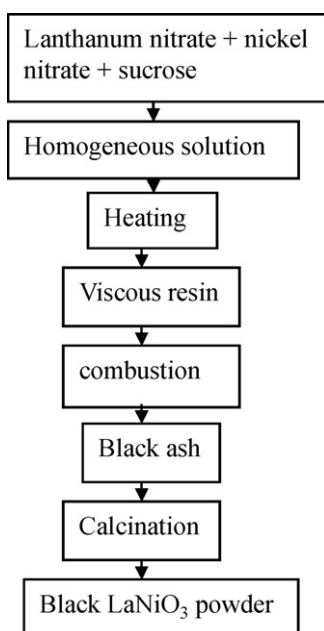 Lanthanum nitrate + nickel
nitrate + sucrose
Homogeneous solution
Heating
Viscous resin
combustion
Black ash
Calcination
Black LaNiO₃ powder